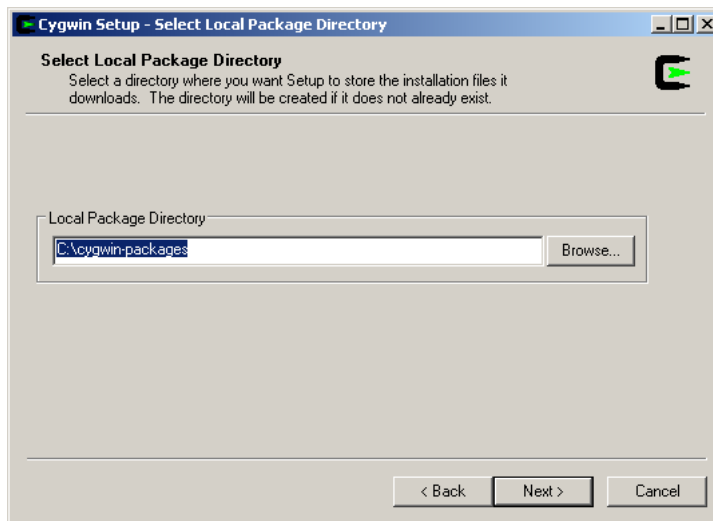 Cygwin Setup - Select Local Package Directory
Select Local Package Directory
Select a directory where you want Setup to store the installation files it
downloads.  The directory will be created if it does not already exist.
Local Package Directory
C:\cygwin-packages
Browse...
< Back
Next >
Cancel